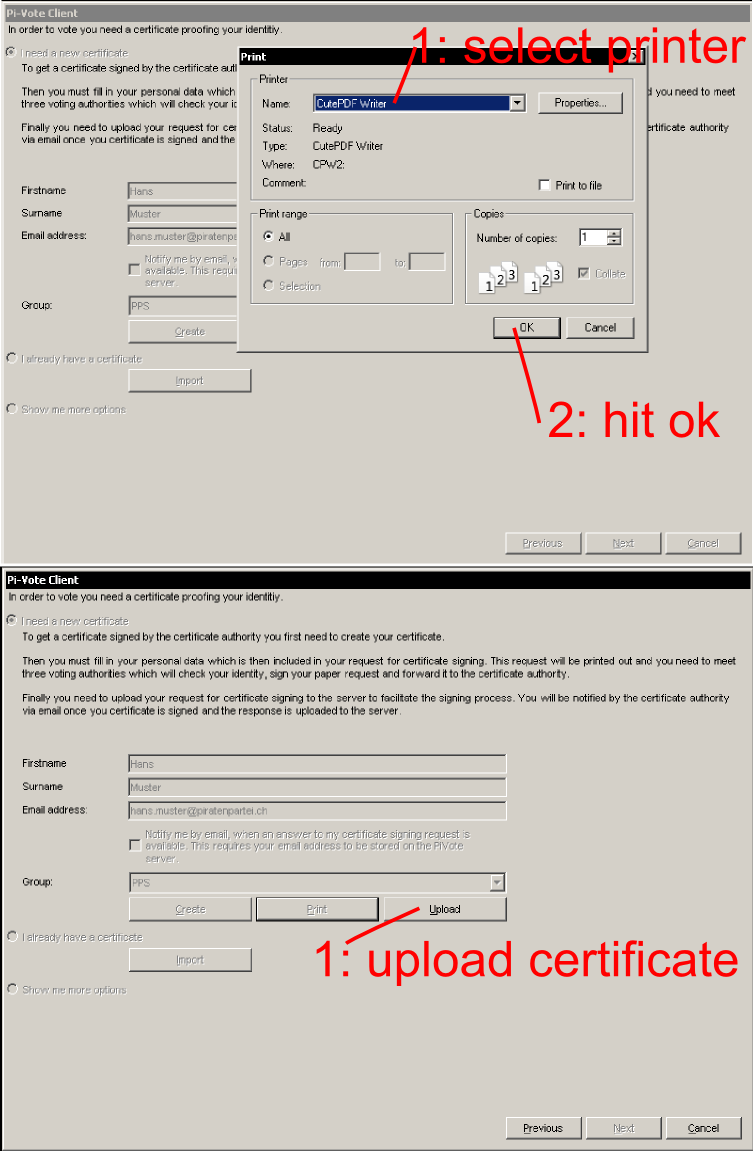 Pi-Vote Client
In order to vote you need a certificate proofing your identitiy.
1: select printer
I need a new certificate
To get a certificate signed by the certificate aut
Then you must fill in your personal data which
d you need to meet
three voting authorities which will check your ic
Finally you need to upload your request for cer
ertificate authority
via email once you certificate is signed and the
Firstname
Hans
Surname
Muster
Email address:
hans.muster@piratenpa
Notify me by email, v
available. This requi
server.
Group:
PPS
Create
I already have a certificate
Import
Show me more options
Print
Printer
Name:
CutePDF Writer
Properties...
Status:
Ready
Type:
CutePDF Writer
Where:
CPW2:
Comment:
Print to file
Print range
All
Pages
from:
to:
Selection
Copies
Number of copies:
1
1 2 3
1 2 3
Collate
OK
Cancel
2: hit ok
Previous
Next
Cancel
Pi-Vote Client
In order to vote you need a certificate proofing your identitiy.
I need a new certificate
To get a certificate signed by the certificate authority you first need to create your certificate.
Then you must fill in your personal data which is then included in your request for certificate signing. This request will be printed out and you need to meet
three voting authorities which will check your identity, sign your paper request and forward it to the certificate authority.
Finally you need to upload your request for certificate signing to the server to facilitate the signing process. You will be notified by the certificate authority
via email once you certificate is signed and the response is uploaded to the server.
Firstname
Hans
Surname
Muster
Email address:
hans.muster@piratenpartei.ch
Notify me by email, when an answer to my certificate signing request is
available. This requires your email address to be stored on the PiVote
server.
Group:
PPS
Create
Print
Upload
I already have a certificate
Import
1: upload certificate
Show me more options
Previous
Next
Cancel